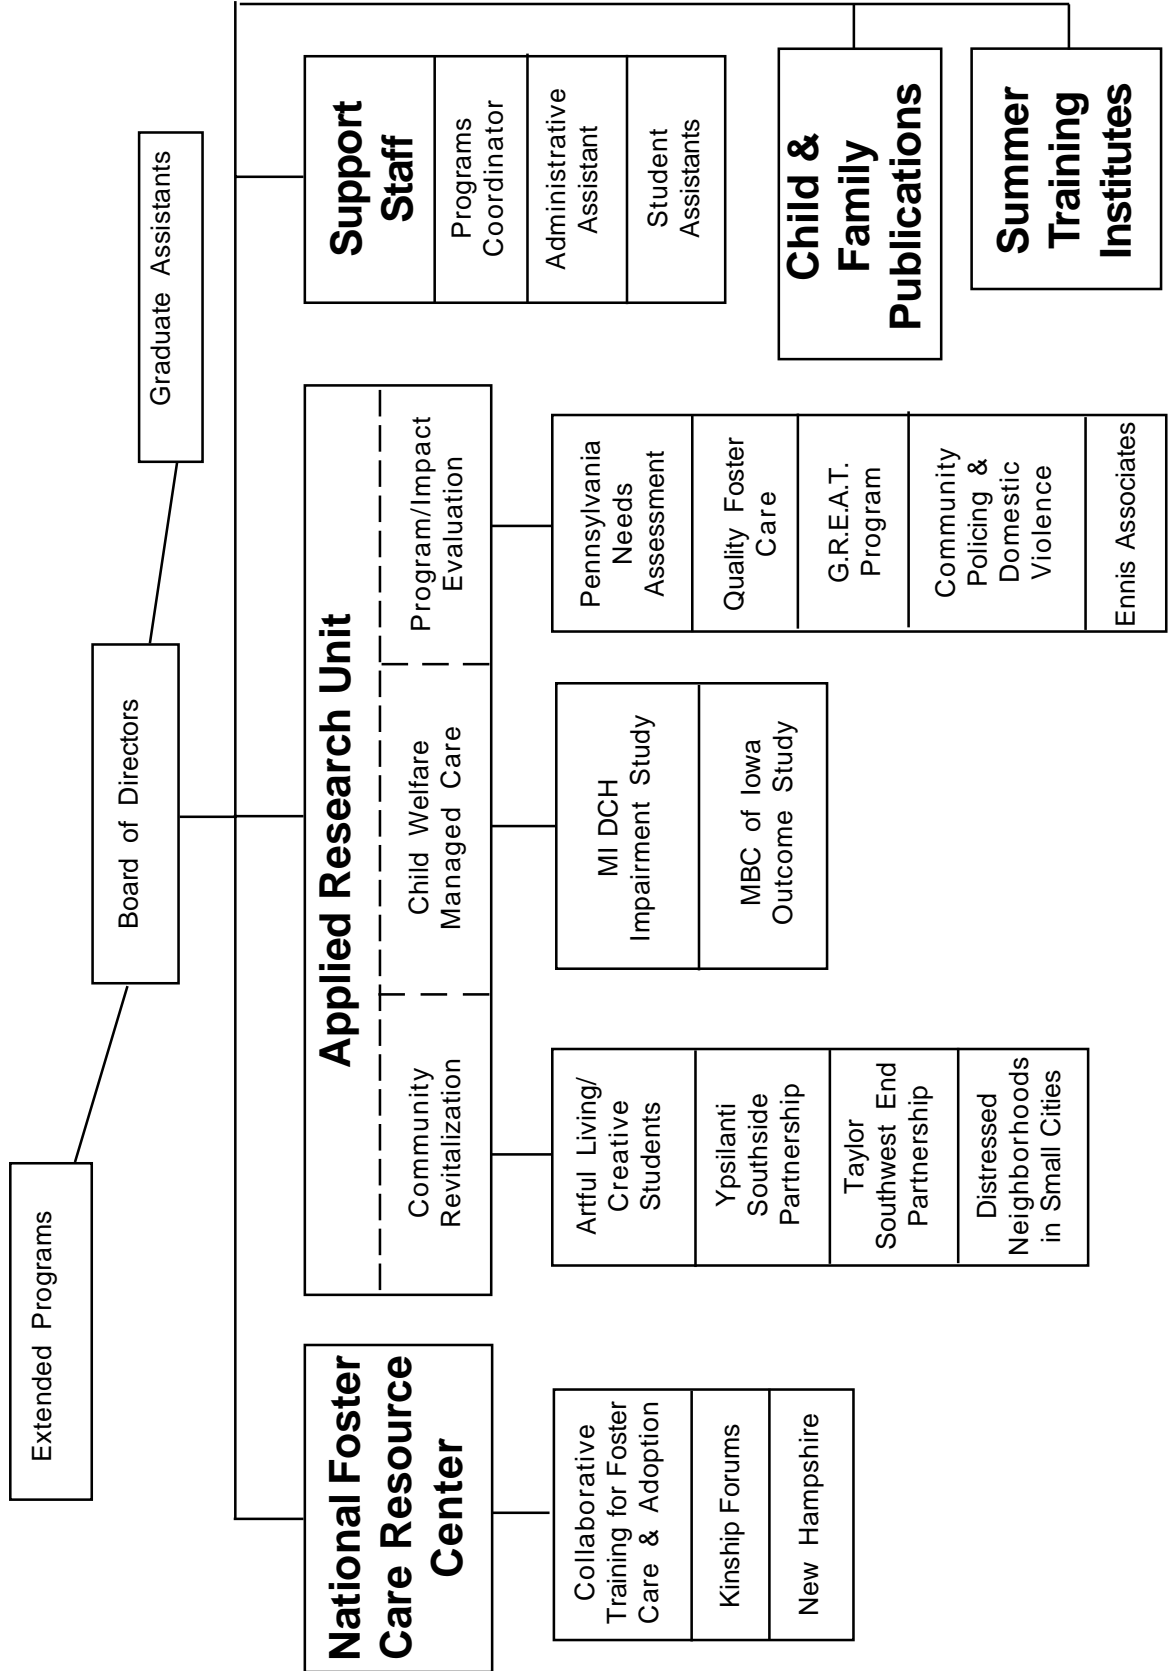 Extended Programs
Board of Directors
Graduate Assistants
National Foster
Care Resource
Center
Collaborative
Training for Foster
Care & Adoption
Kinship Forums
New Hampshire
Applied Research Unit
Community
Revitalization
Child Welfare
Managed Care
Program/Impact
Evaluation
Artful Living/
Creative
Students
Ypsilanti
Southside
Partnership
Taylor
Southwest End
Partnership
Distressed
Neighborhoods
in Small Cities
MI DCH
Impairment Study
MBC of Iowa
Outcome Study
Pennsylvania
Needs
Assessment
Quality Foster
Care
G.R.E.A.T.
Program
Community
Policing &
Domestic
Violence
Ennis Associates
Support
Staff
Programs
Coordinator
Administrative
Assistant
Student
Assistants
Child &
Family
Publications
Summer
Training
Institutes